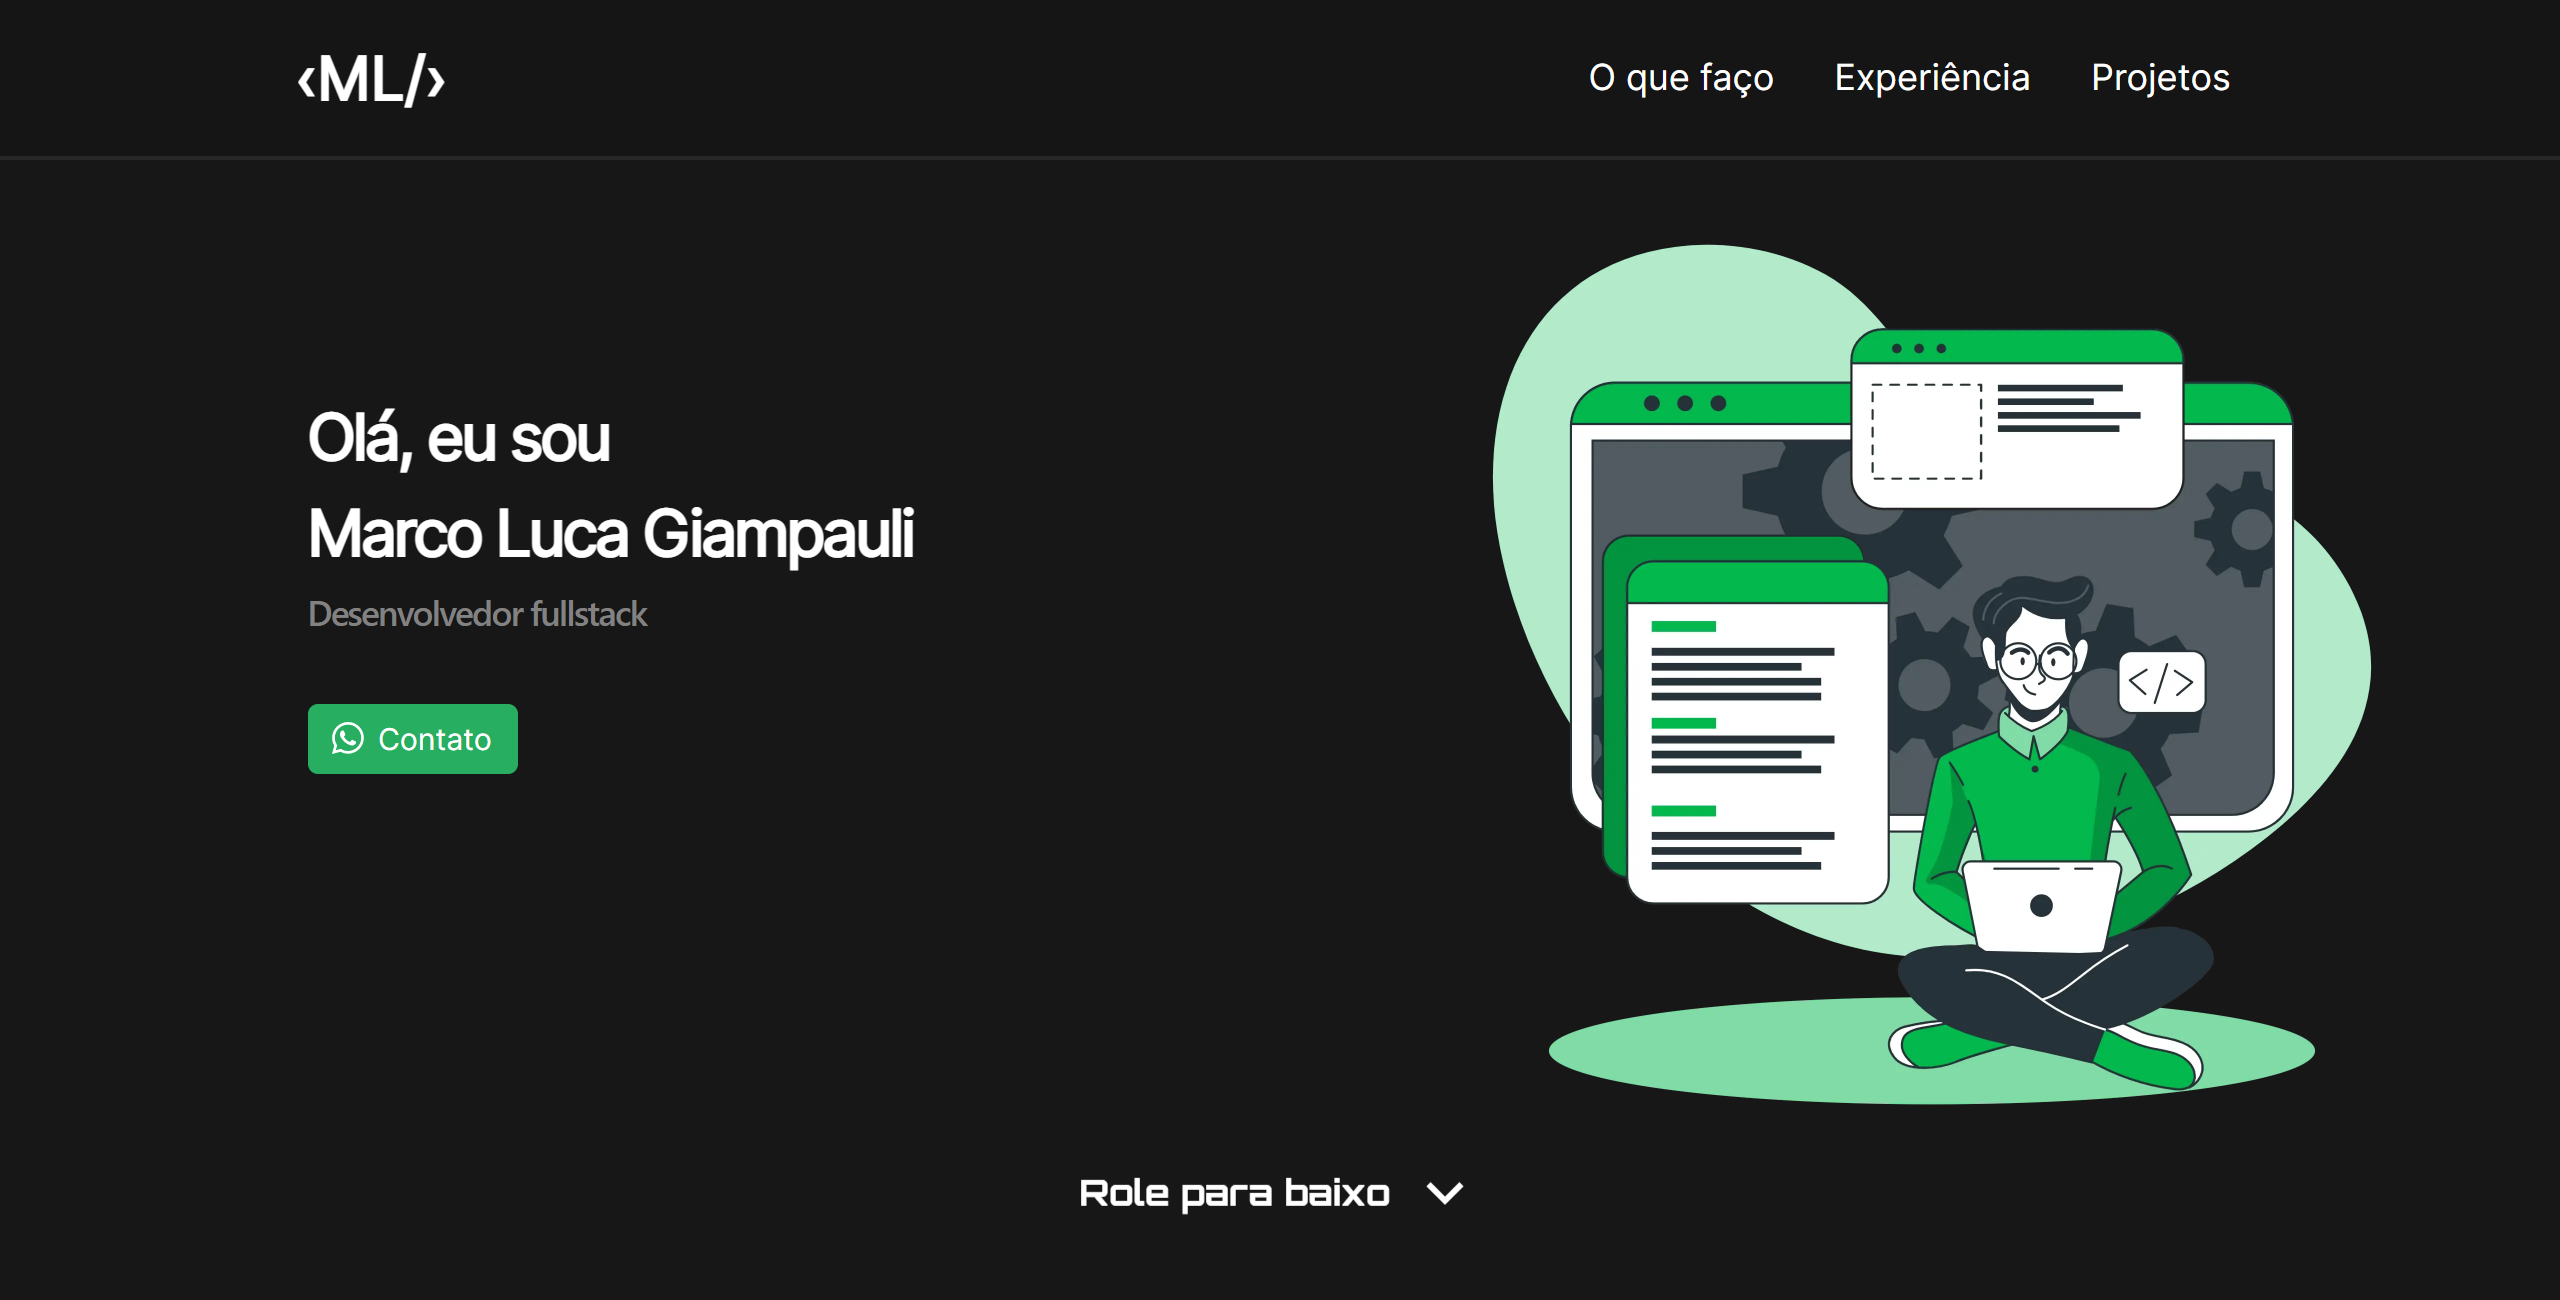 ‹ML/›
O que faço
Experiência
Projetos
Olá, eu sou
Marco Luca Giampauli
Desenvolvedor fullstack
Contato
</>
Role para baixo